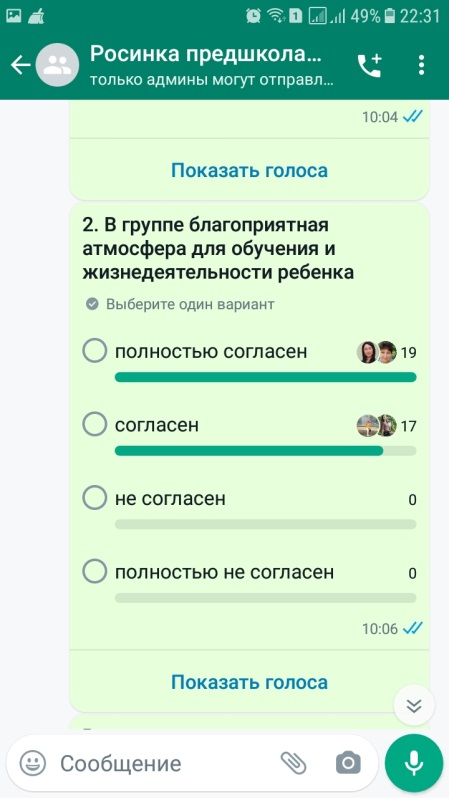 49% 22:31
Росинка предшкола...
только админы могут отправл...
10:04
Показать голоса
2. В группе благоприятная
атмосфера для обучения и
жизнедеятельности ребенка
Выберите один вариант
полностью согласен 19
согласен 17
не согласен 0
полностью не согласен 0
10:06
Показать голоса
Сообщение